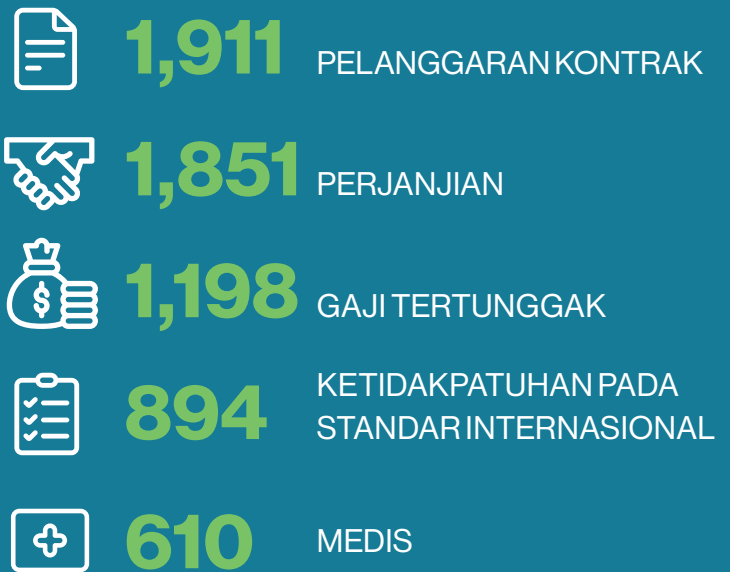 1,911 PELANGGARAN KONTRAK
1,851 PERJANJIAN
$ 1,198 GAJI TERTUNGGAK
894 KETIDAKPATUHAN PADA
STANDAR INTERNASIONAL
610 MEDIS